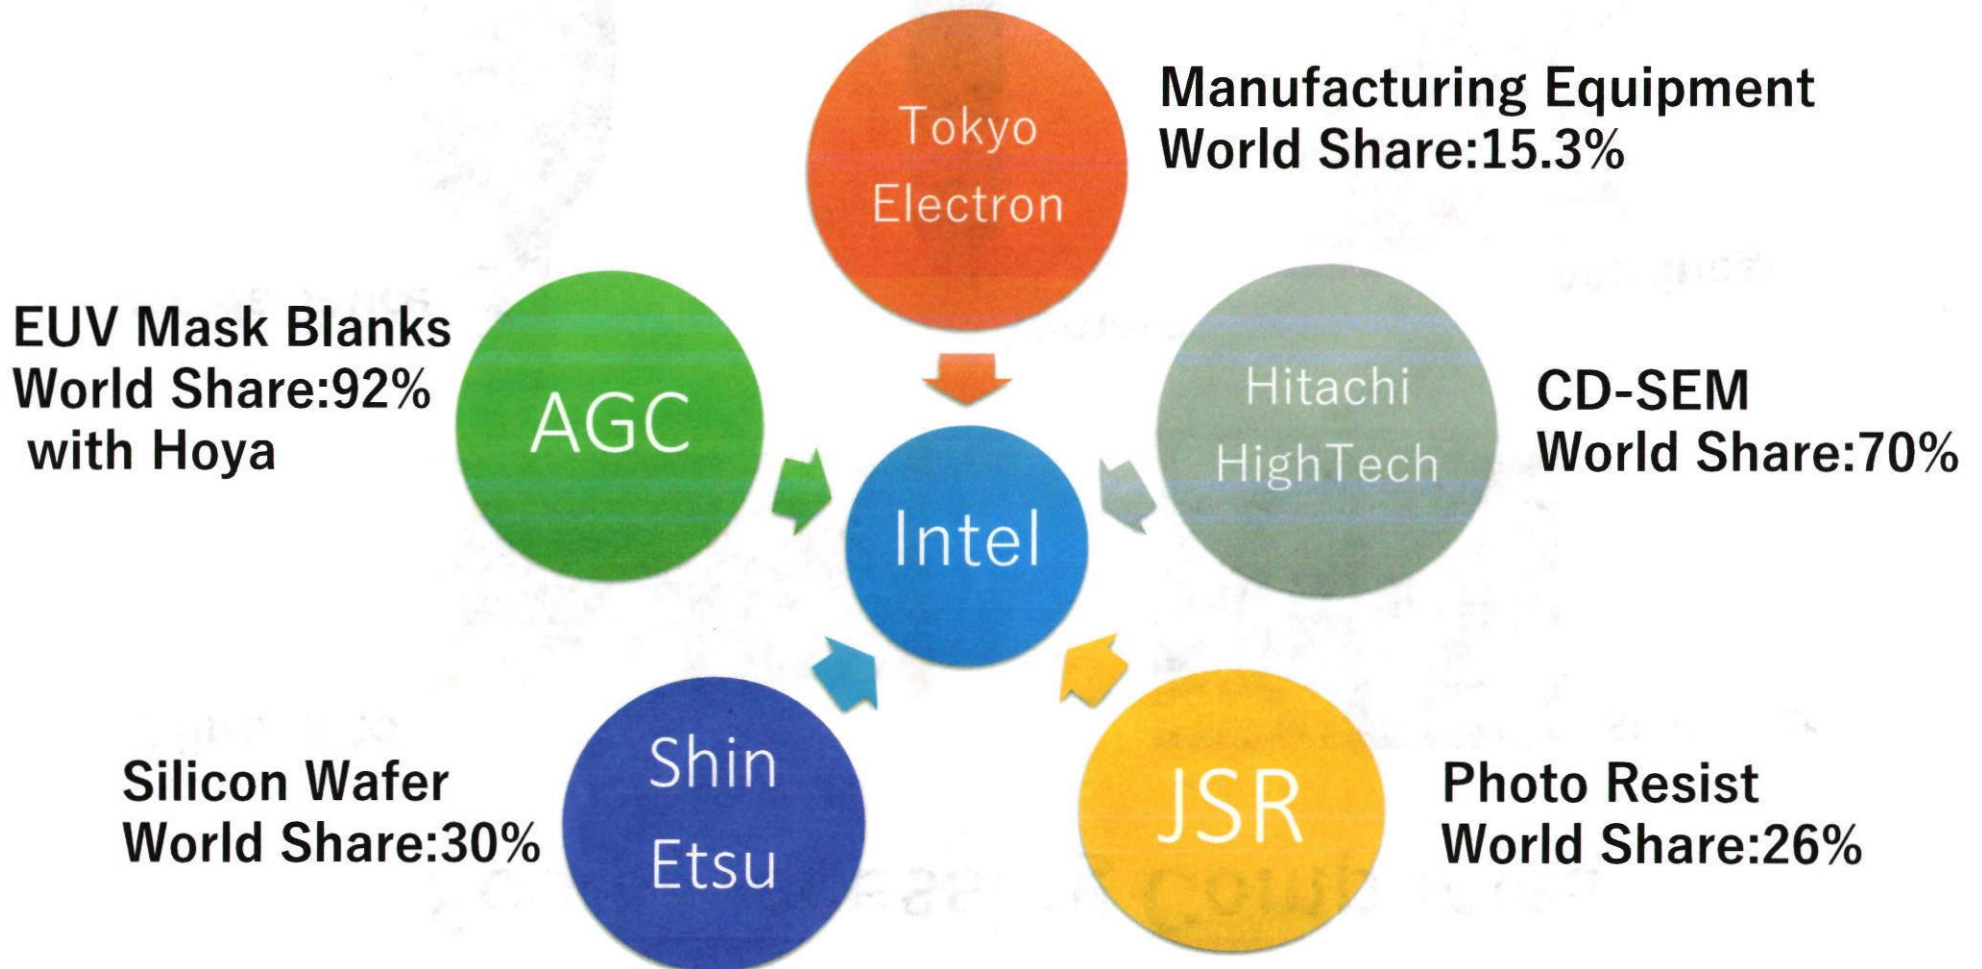 Tokyo
Electron
Manufacturing Equipment
World Share:15.3%
EUV Mask Blanks
World Share:92%
with Hoya
AGC
Hitachi
HighTech
CD-SEM
World Share:70%
Intel
Silicon Wafer
World Share:30%
Shin
Etsu
JSR
Photo Resist
World Share:26%